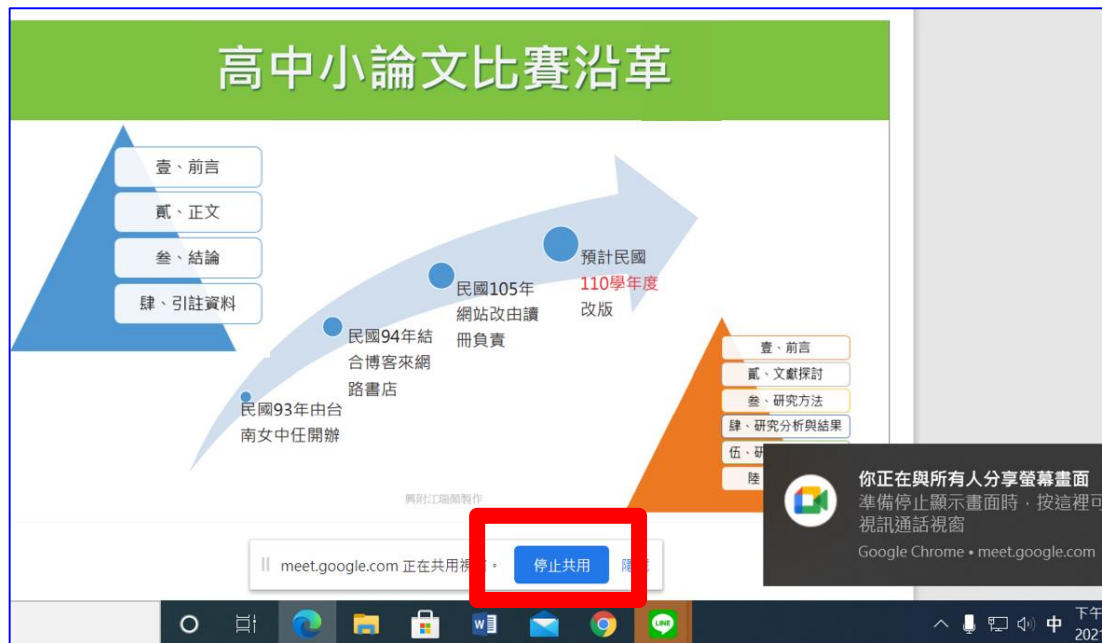 高中小論文比賽沿革
壹、前言
貳、正文
叁、結論
肆、引註資料
民國93年由台
南女中任開辦
民國94年結
合博客來網
路書店
民國105年
網站改由讀
冊負責
預計民國
110學年度
改版
壹、前言
貳、文獻探討
叁、研究方法
肆、研究分析與結果
伍、研
陸
興附江瑞顏製作
你正在與所有人分享螢幕畫面
準備停止顯示畫面時，按這裡可
視訊通話視窗
Google Chrome • meet.google.com
meet.google.com 正在共用視 。
停止共用
隱
W
LINE
中
下午
202